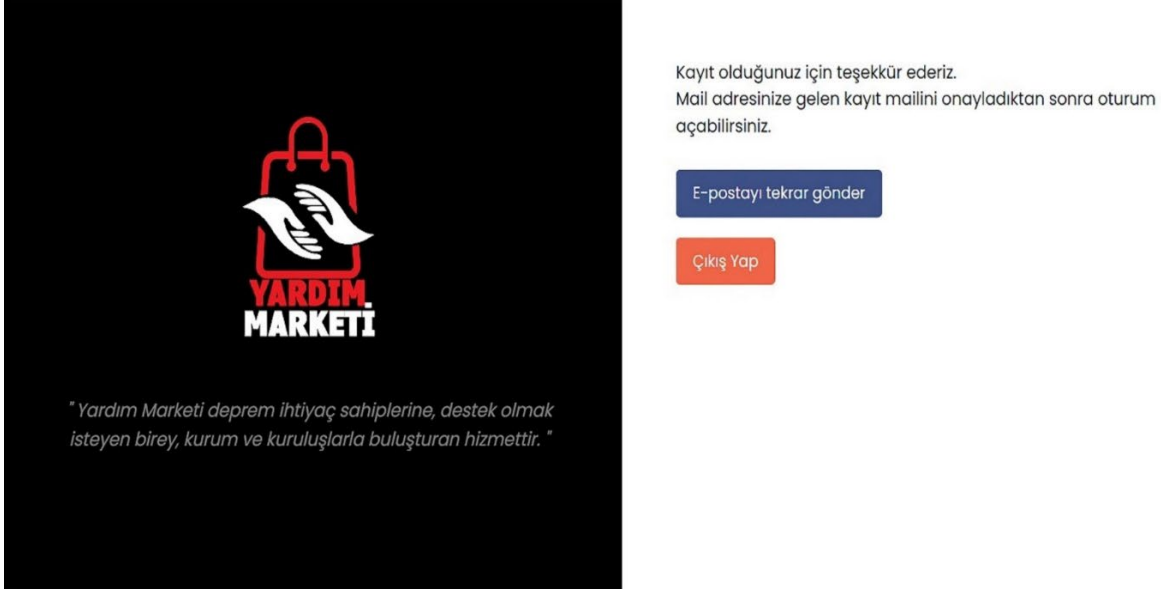 YARDIM
MARKETİ
" Yardım Marketi deprem ihtiyaç sahiplerine, destek olmak
isteyen birey, kurum ve kuruluşlarla buluşturan hizmettir. "
Kayıt olduğunuz için teşekkür ederiz.
Mail adresinize gelen kayıt mailini onayladıktan sonra oturum
açabilirsiniz.
E-postayı tekrar gönder
Çıkış Yap